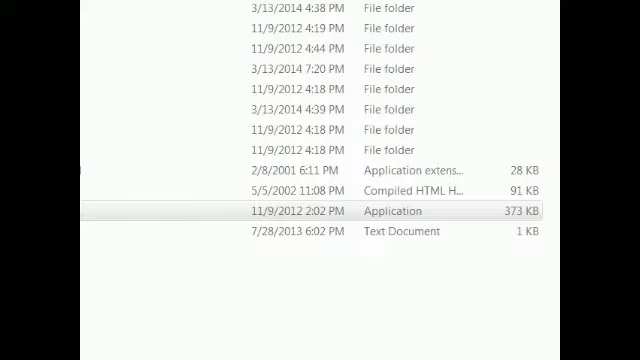 3/13/2014 4:38 PM File folder
11/9/2012 4:19 PM File folder
11/9/2012 4:44 PM File folder
3/13/2014 7:20 PM File folder
11/9/2012 4:18 PM File folder
3/13/2014 4:39 PM File folder
11/9/2012 4:18 PM File folder
11/9/2012 4:18 PM File folder
2/8/2001 6:11 PM Application extens... 28 KB
5/5/2002 11:08 PM Compiled HTML H... 91 KB
11/9/2012 2:02 PM Application 373 KB
7/28/2013 6:02 PM Text Document 1 KB